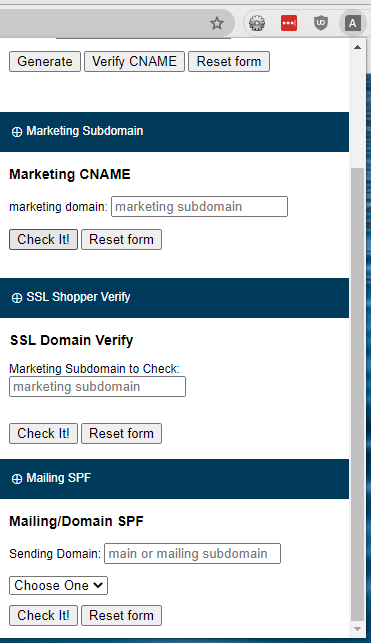 A
Generate Verify CNAME Reset form
⊕ Marketing Subdomain
Marketing CNAME
marketing domain: marketing subdomain
Check It! Reset form
⊕ SSL Shopper Verify
SSL Domain Verify
Marketing Subdomain to Check:
marketing subdomain
Check It! Reset form
⊕ Mailing SPF
Mailing/Domain SPF
Sending Domain: main or mailing subdomain
Choose One
Check It! Reset form